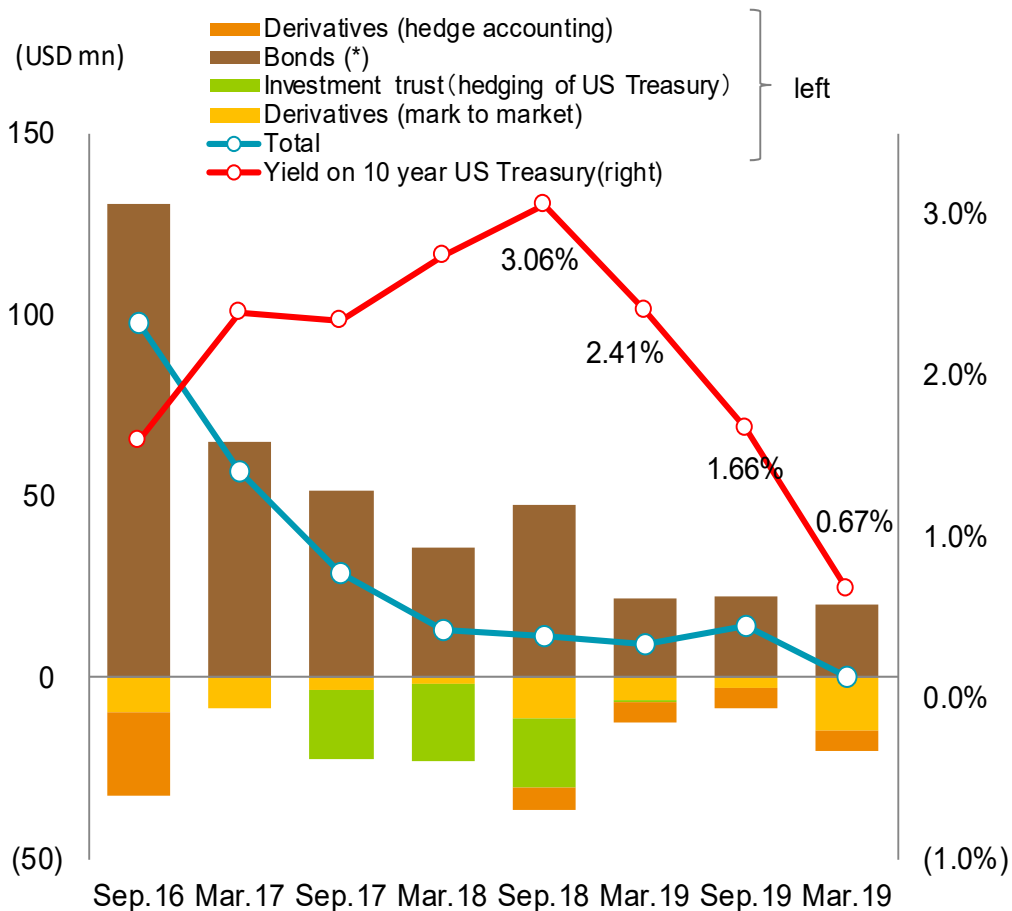 Derivatives (hedge accounting)
(USD mn)
Bonds (*)
Investment trust（hedging of US Treasury）
left
Derivatives (mark to market)
Total
Yield on 10 year US Treasury(right)
150
100
50
0
(50)
3.0%
2.0%
1.0%
0.0%
(1.0%)
3.06%
2.41%
1.66%
0.67%
Sep.16 Mar.17 Sep.17 Mar.18 Sep.18 Mar.19 Sep.19 Mar.19